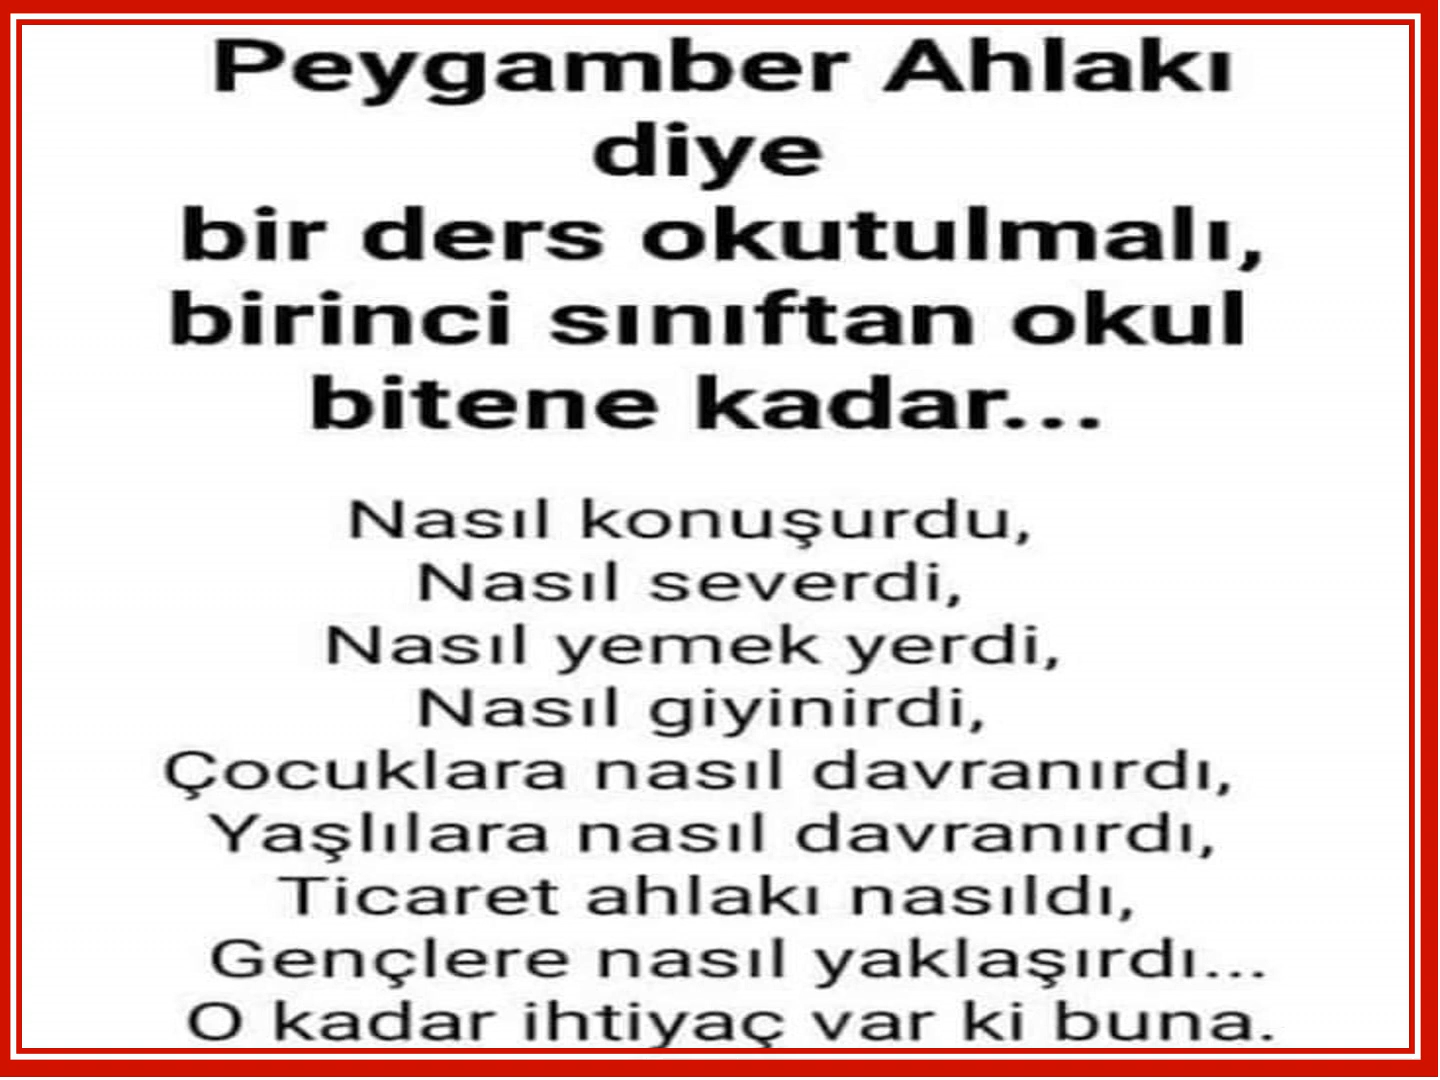 Peygamber Ahlakı
diye
bir ders okutulmalı,
birinci sınıftan okul
bitene kadar...
Nasıl konuşurdu,
Nasıl severdi,
Nasıl yemek yerdi,
Nasıl giyinirdi,
Çocuklara nasıl davranırdı,
Yaşlılara nasıl davranırdı,
Ticaret ahlakı nasıldı,
Gençlere nasıl yaklaşırdı...
O kadar ihtiyaç var ki buna.